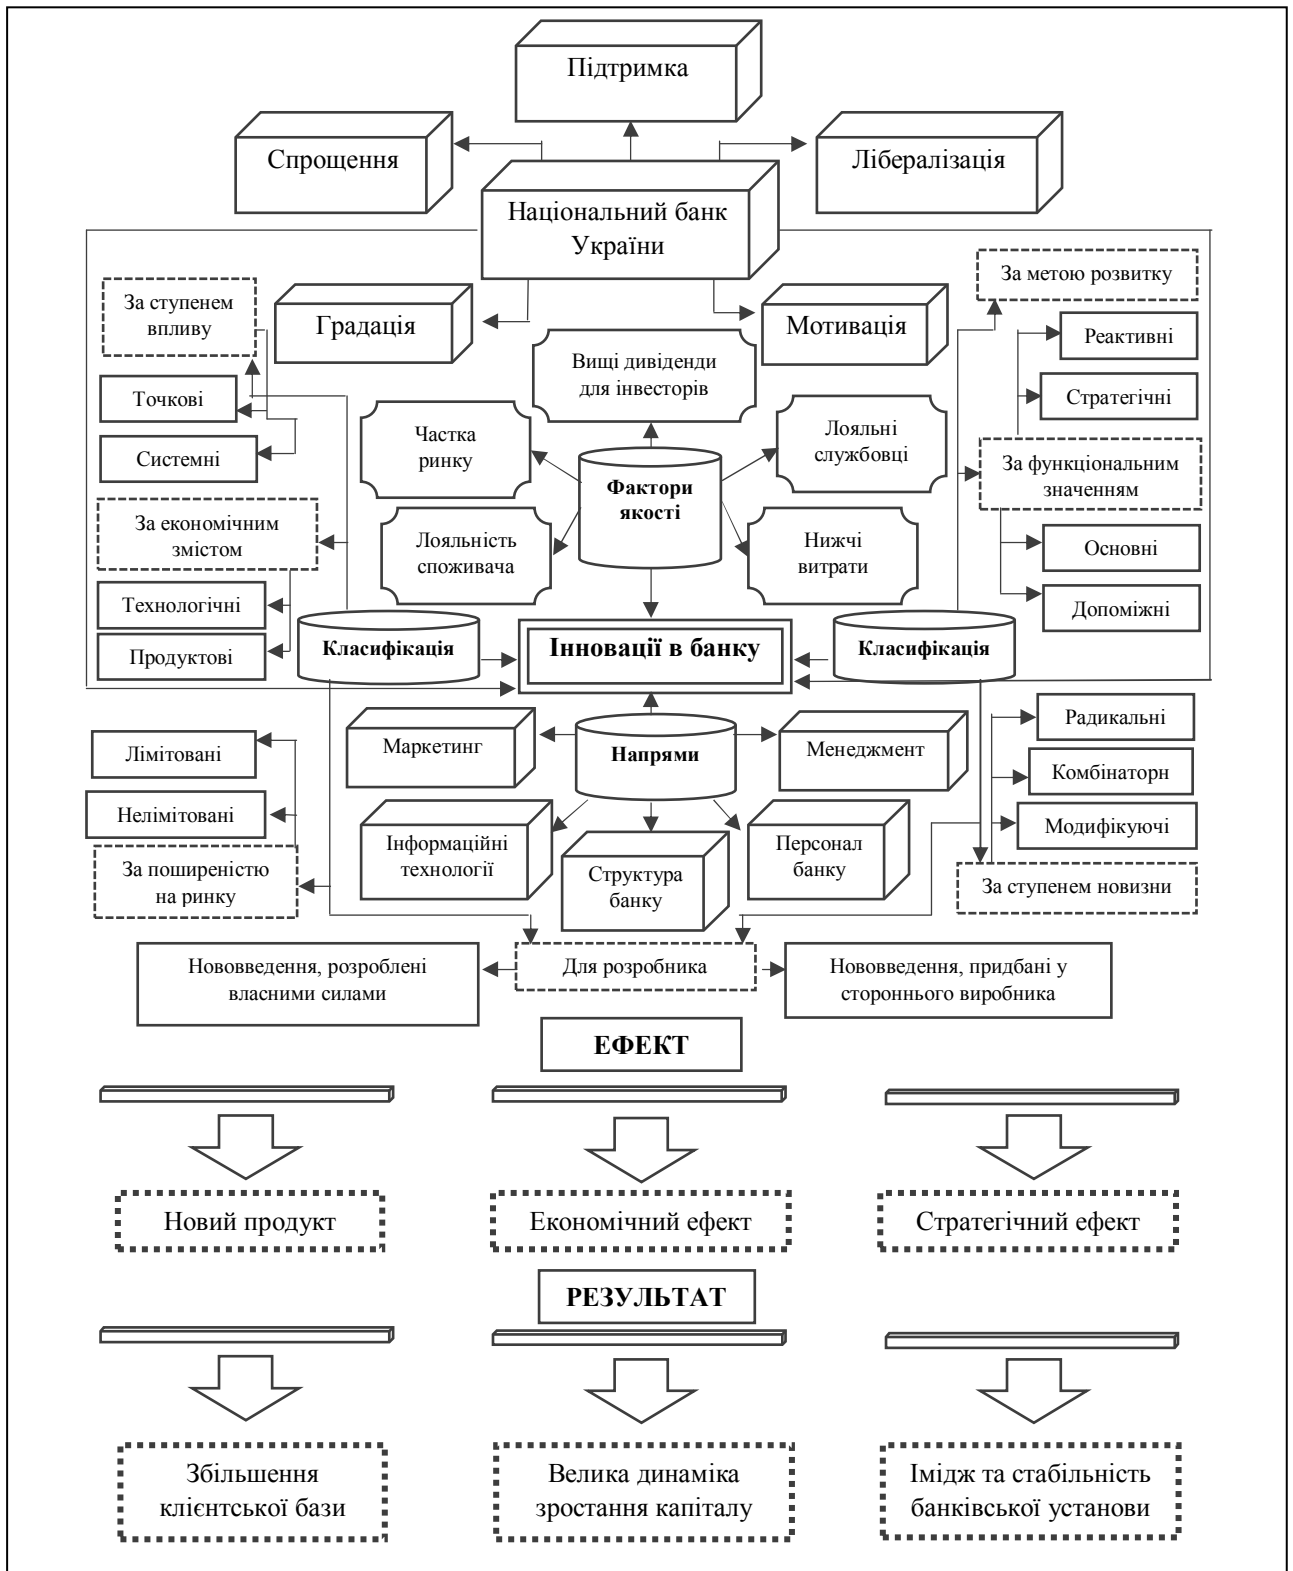 Підтримка
Спрощення
Лібералізація
Національний банк
України
За метою розвитку
За ступенем
впливу
Градація
Мотивація
Реактивні
Вищі дивіденди
для інвесторів
Точкові
Стратегічні
Частка
ринку
Лояльні
службовці
Системні
За функціональним
значенням
Фактори
якості
За економічним
змістом
Лояльність
споживача
Нижчі
витрати
Основні
Технологічні
Допоміжні
Продуктові
Класифікація
Інновації в банку
Класифікація
Радикальні
Маркетинг
Напрями
Менеджмент
Лімітовані
Комбінаторн
Нелімітовані
Модифікуючі
Інформаційні
технології
Персонал
банку
За поширеністю
на ринку
Структура
банку
За ступенем новизни
Нововведення, розроблені
власними силами
Для розробника
Нововведення, придбані у
стороннього виробника
ЕФЕКТ
Новий продукт
Економічний ефект
Стратегічний ефект
РЕЗУЛЬТАТ
Збільшення
клієнтської бази
Велика динаміка
зростання капіталу
Імідж та стабільність
банківської установи